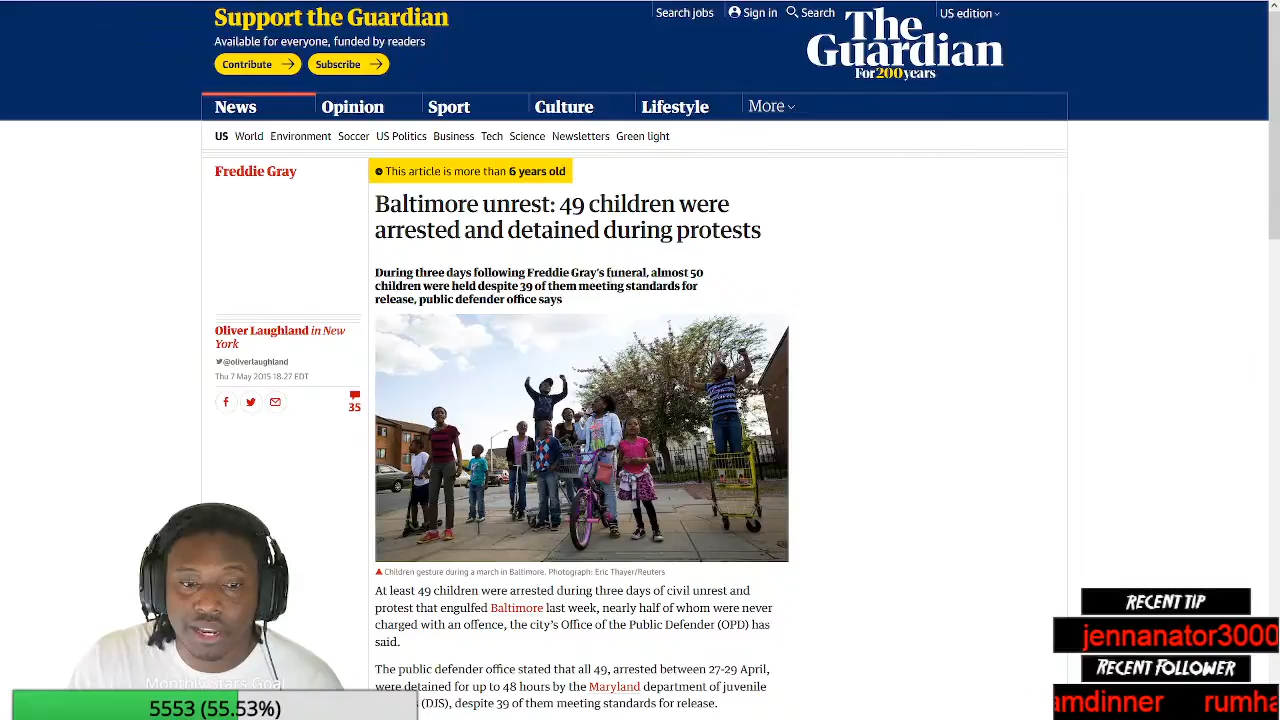 Support the Guardian
Available for everyone, funded by readers
Contribute
Subscribe
Search jobs
Sign in
Search
US edition
The
Guardian
For 200 years
News
Opinion
Sport
Culture
Lifestyle
More
US World Environment Soccer US Politics Business Tech Science Newsletters Green light
Freddie Gray
This article is more than 6 years old
Baltimore unrest: 49 children were
arrested and detained during protests
During three days following Freddie Gray's funeral, almost 50
children were held despite 39 of them meeting standards for
release, public defender office says
Oliver Laughland in New
York
@oliverlaughland
Thu 7 May 2015 18.27 EDT
35
Children gesture during a march in Baltimore. Photograph: Eric Thayer/Reuters
At least 49 children were arrested during three days of civil unrest and
protest that engulfed Baltimore last week, nearly half of whom were never
charged with an offence, the city's Office of the Public Defender (OPD) has
said.
The public defender office stated that all 49, arrested between 27-29 April,
were detained for up to 48 hours by the Maryland department of juvenile
(DJS), despite 39 of them meeting standards for release.
Monthly Stars Goal
5553 (55.53%)
RECENT TIP
jennanator3000
RECENT FOLLOWER
amdinner rumha